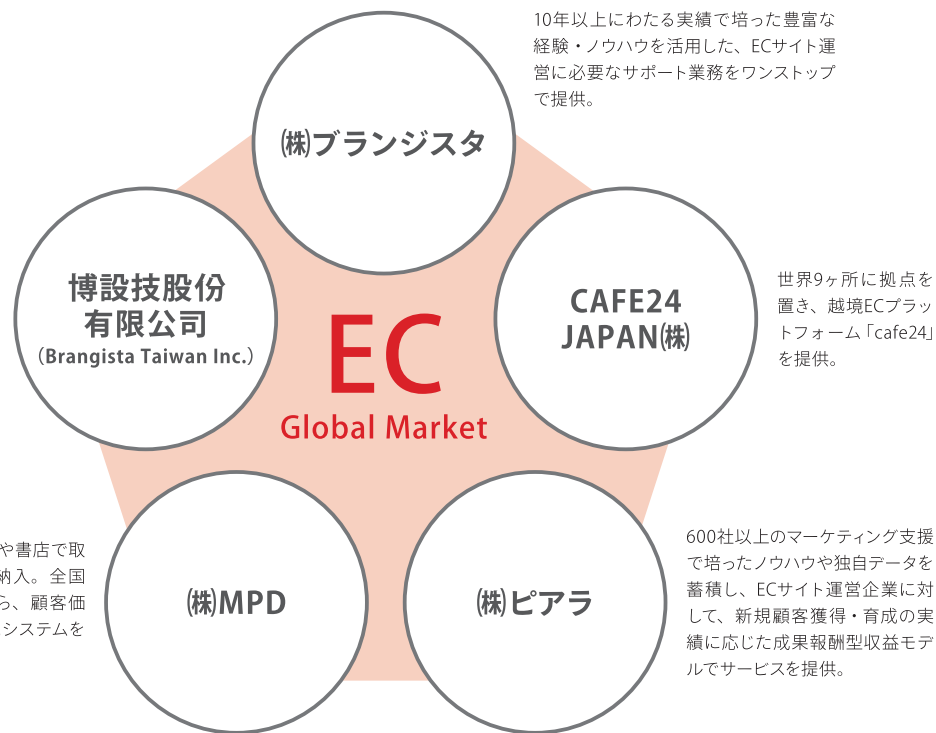 10年以上にわたる実績で培った豊富な
経験・ノウハウを活用した、ECサイト運
営に必要なサポート業務をワンストップ
で提供。
㈱ブランジスタ
博設技股份
有限公司
(Brangista Taiwan Inc.)
CAFE24
JAPAN㈱
世界9ヶ所に拠点を
置き、越境ECプラッ
トフォーム「cafe24」
を提供。
EC
Global Market
や書店で取
納入。全国
ら、顧客価
システムを
㈱MPD
㈱ピアラ
600社以上のマーケティング支援
で培ったノウハウや独自データを
蓄積し、ECサイト運営企業に対
して、新規顧客獲得・育成の実
績に応じた成果報酬型収益モデ
ルでサービスを提供。